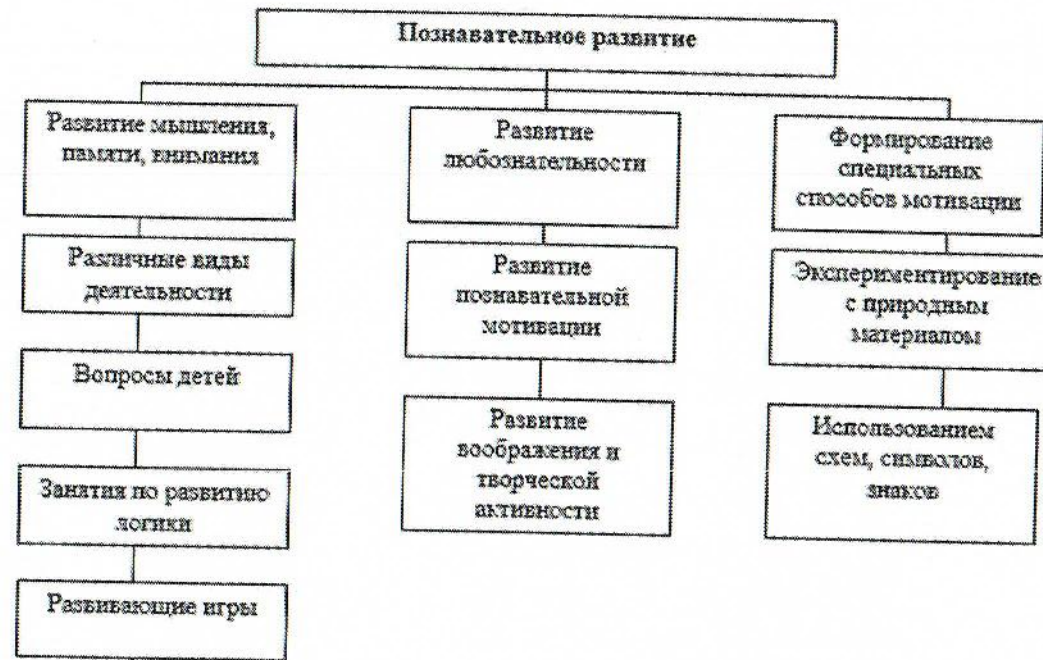 Познавательное развитие
Развитие мышления,
памяти, внимания
Различные виды
деятельности
Вопросы детей
Занятия по развитию
логики
Развивающие игры
Развитие
любознательности
Развитие
познавательной
мотивации
Развитие
воображения и
творческой
активности
Формирование
специальных
способов мотивации
Экспериментирование
с природным
материалом
Использованием
схем, символов,
знаков